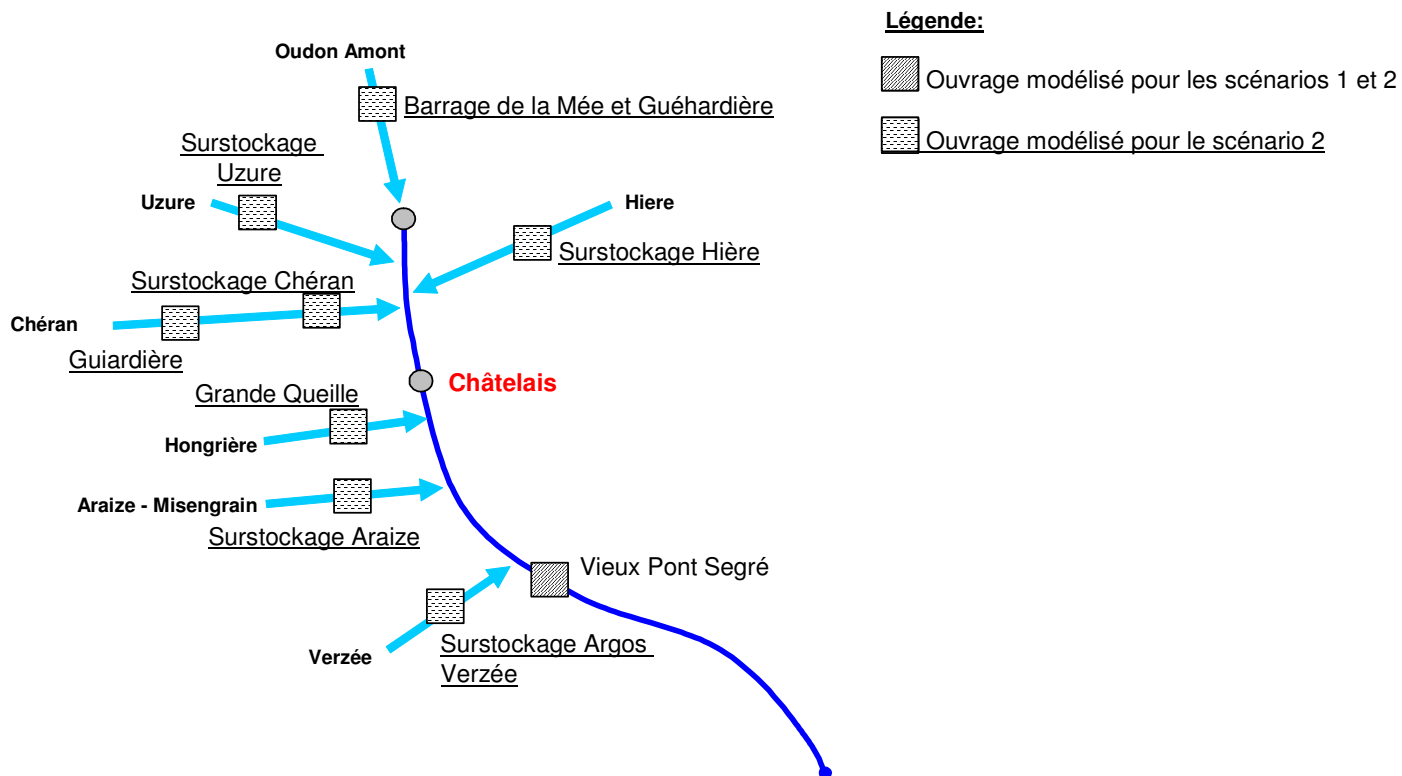 Légende:
Oudon Amont
Ouvrage modélisé pour les scénarios 1 et 2
Barrage de la Mée et Guéhardière
Ouvrage modélisé pour le scénario 2
Surstockage
Uzure
Uzure
Hiere
Surstockage Hière
Surstockage Chéran
Chéran
Guiardière
Châtelais
Grande Queille
Hongrière
Araize - Misengrain
Surstockage Araize
Vieux Pont Segré
Surstockage Argos
Verzée
Verzée